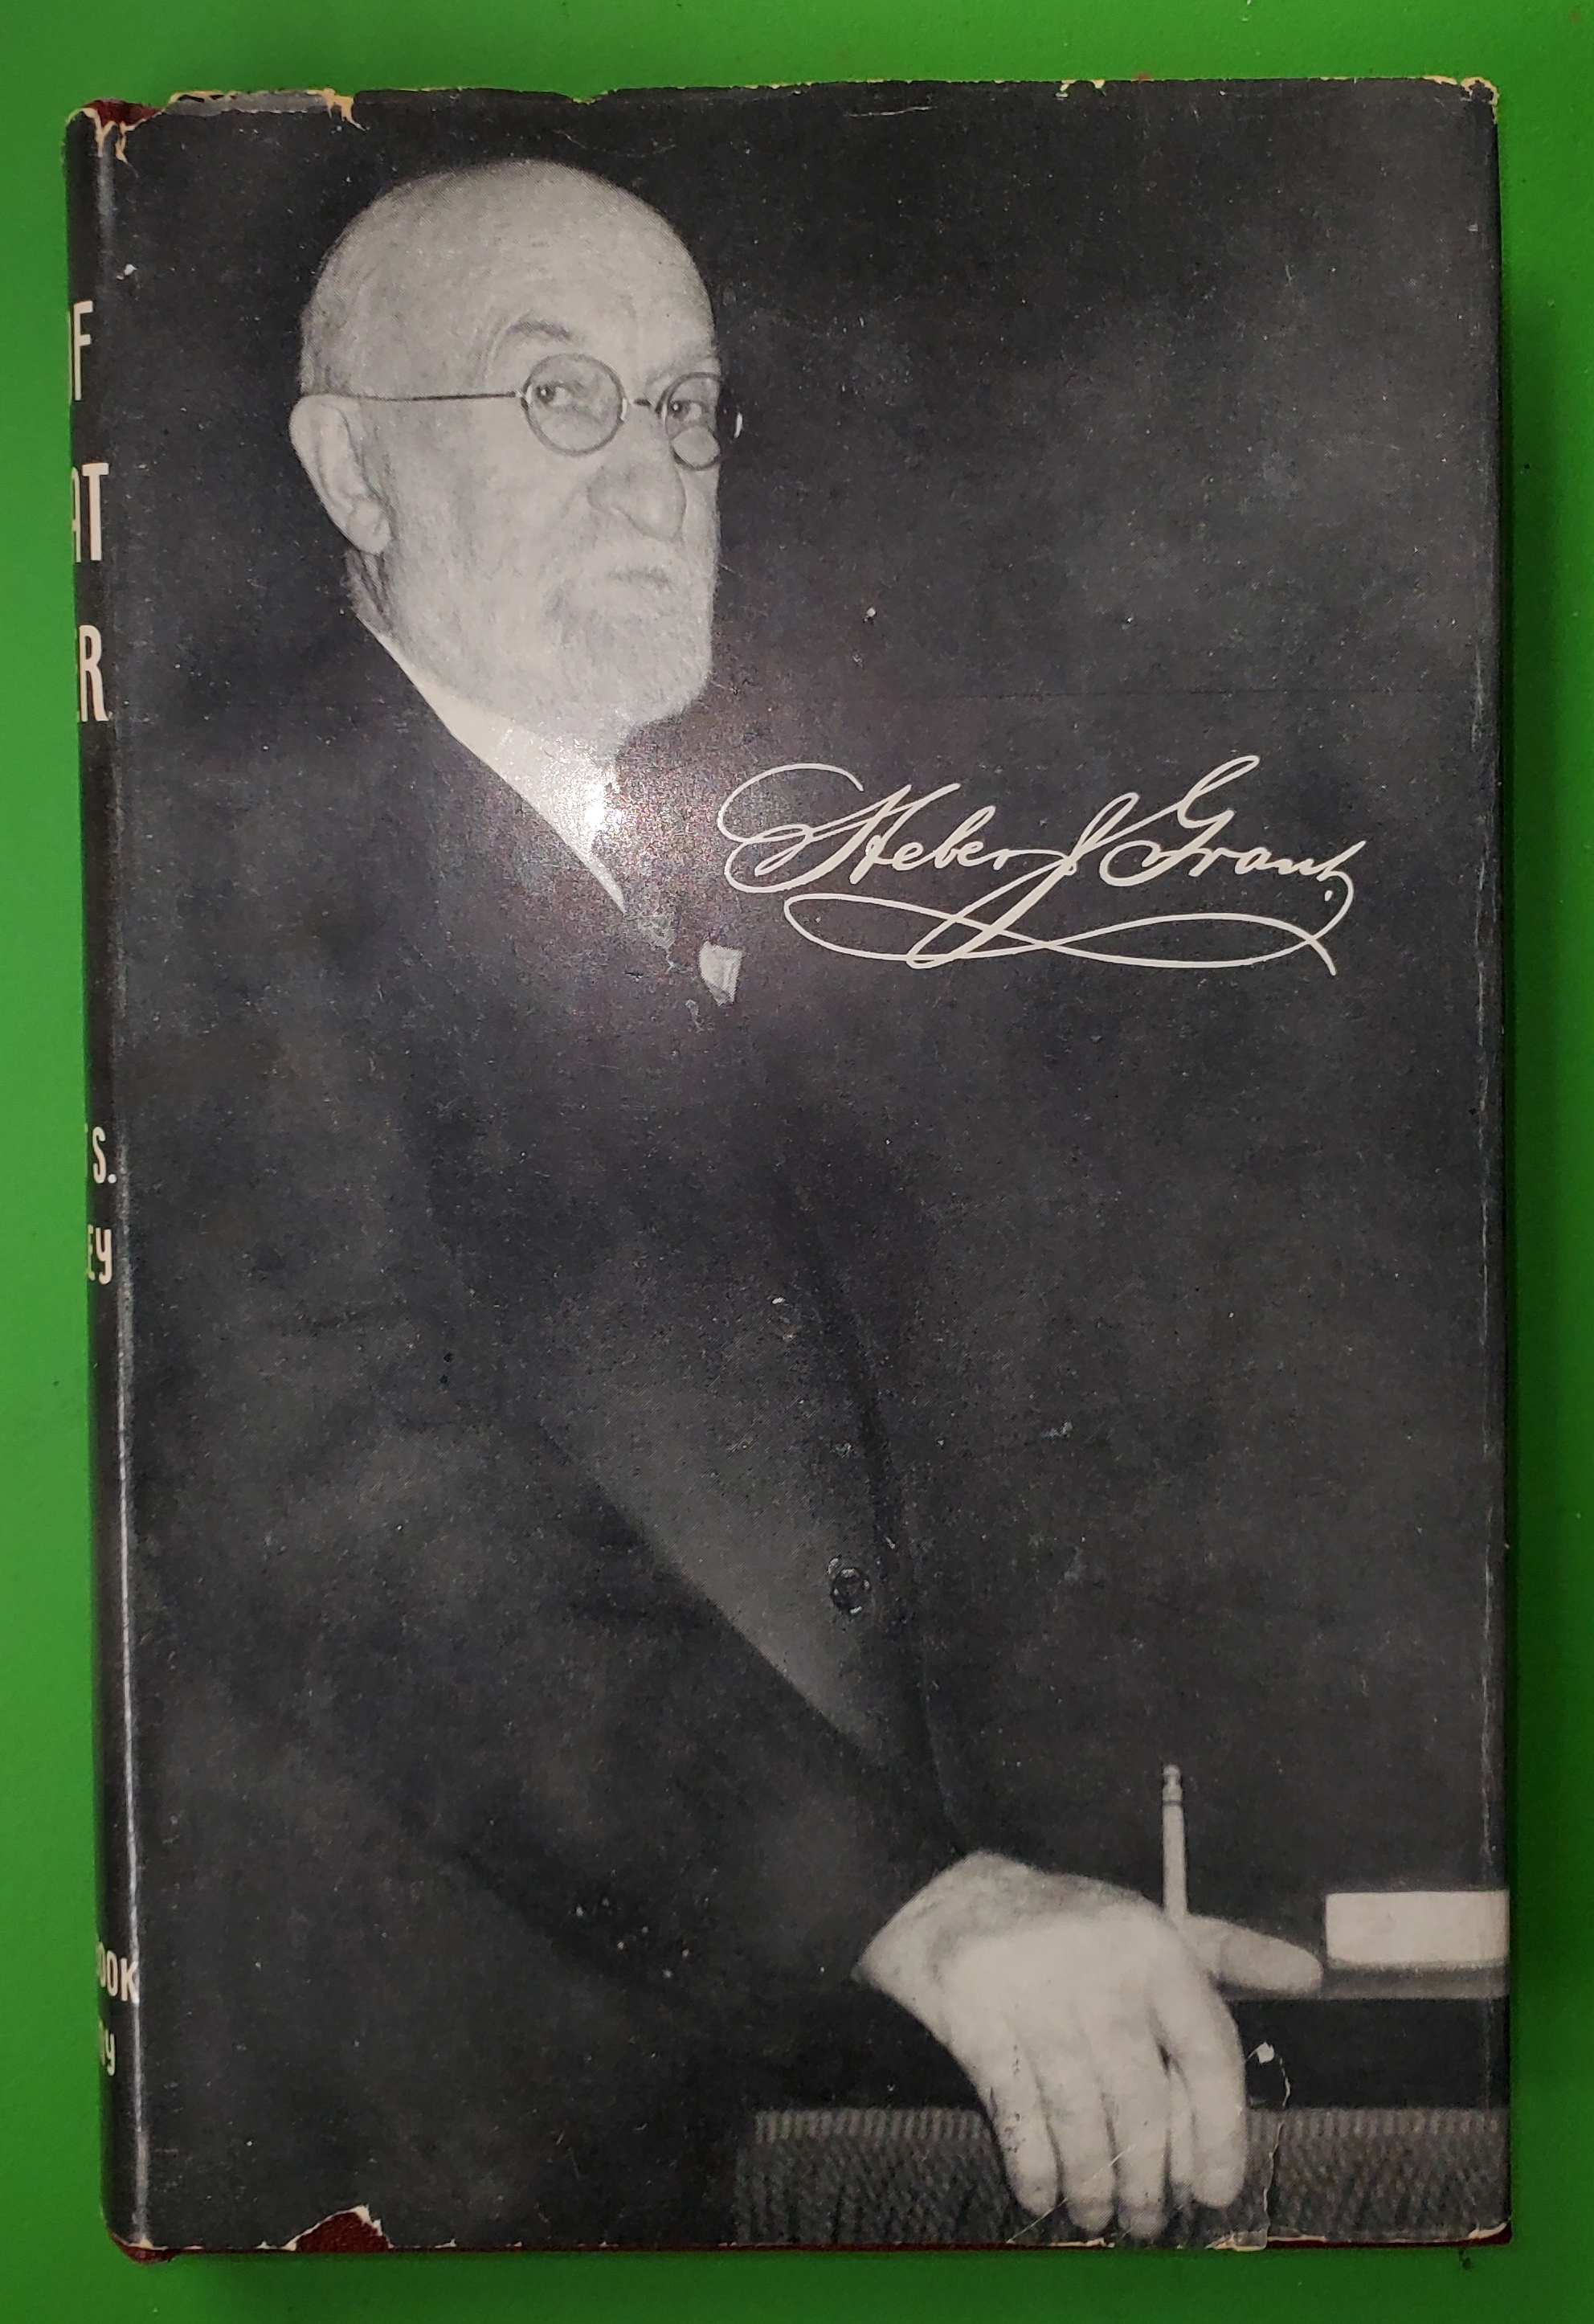 OF
AT
ER
S.
EY
OOK
Heber J Grant.